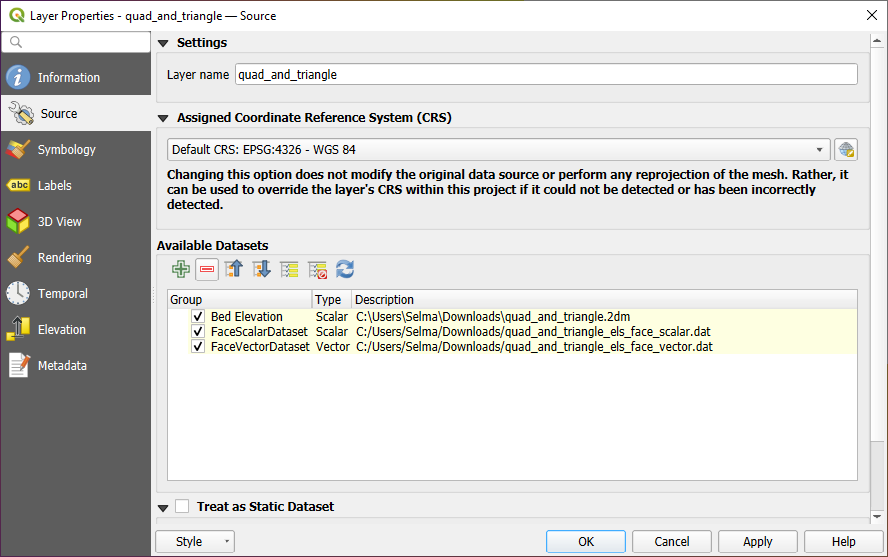 Layer Properties - quad_and_triangle — Source
Information
Source
Symbology
Labels
3D View
Rendering
Temporal
Elevation
Metadata
Settings
Layer name quad_and_triangle
Assigned Coordinate Reference System (CRS)
Default CRS: EPSG:4326 - WGS 84
Changing this option does not modify the original data source or perform any reprojection of the mesh. Rather, it
can be used to override the layer's CRS within this project if it could not be detected or has been incorrectly
detected.
Available Datasets
Group Type Description
Bed Elevation Scalar C:\Users\Selma\Downloads\quad_and_triangle.2dm
FaceScalarDataset Scalar C:/Users/Selma/Downloads/quad_and_triangle_els_face_scalar.dat
FaceVectorDataset Vector C:/Users/Selma/Downloads/quad_and_triangle_els_face_vector.dat
Treat as Static Dataset
Style OK Cancel Apply Help
abc